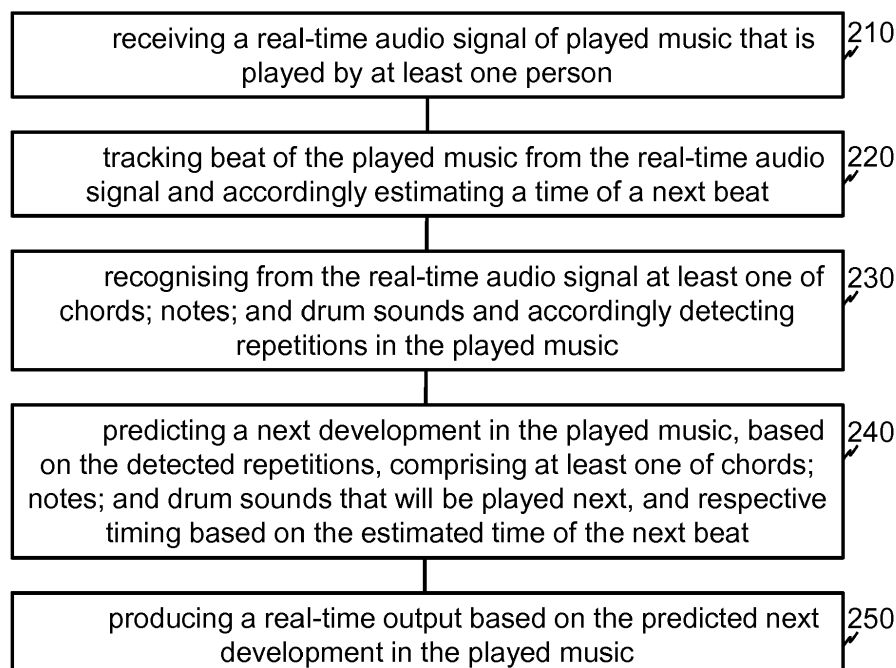 receiving a real-time audio signal of played music that is
played by at least one person
210
tracking beat of the played music from the real-time audio
signal and accordingly estimating a time of a next beat
220
recognising from the real-time audio signal at least one of
chords; notes; and drum sounds and accordingly detecting
repetitions in the played music
230
predicting a next development in the played music, based
on the detected repetitions, comprising at least one of chords;
notes; and drum sounds that will be played next, and respective
timing based on the estimated time of the next beat
240
producing a real-time output based on the predicted next
development in the played music
250